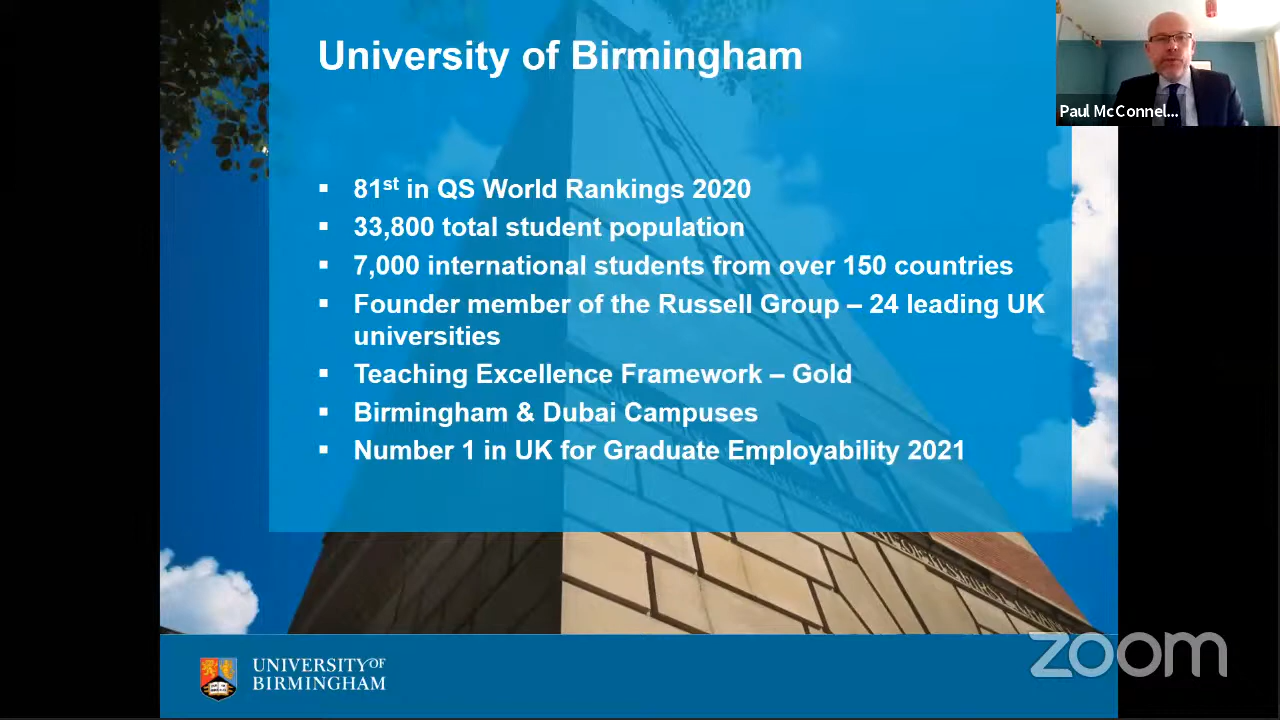 University of Birmingham
Paul McConnel...
▪ 81st in QS World Rankings 2020
▪ 33,800 total student population
▪ 7,000 international students from over 150 countries
▪ Founder member of the Russell Group – 24 leading UK
universities
▪ Teaching Excellence Framework – Gold
▪ Birmingham & Dubai Campuses
▪ Number 1 in UK for Graduate Employability 2021
zoom
UNIVERSITYOF
BIRMINGHAM